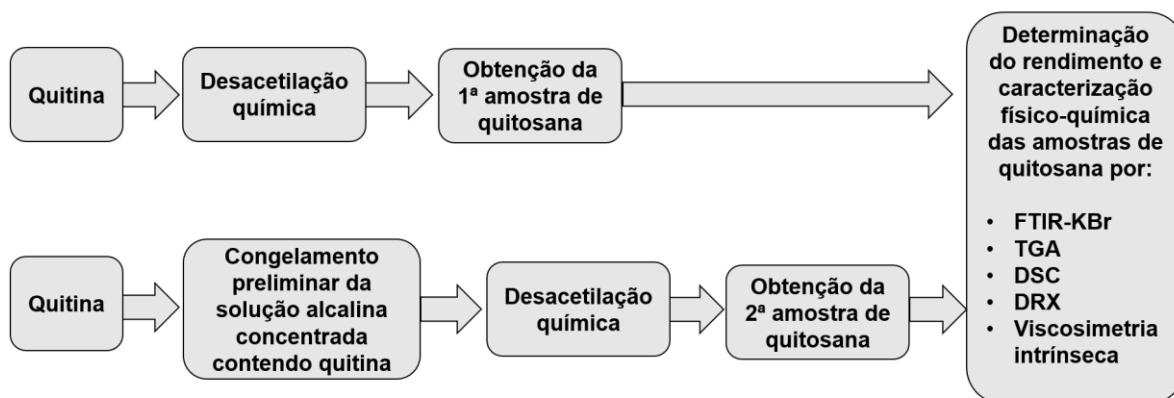 Quitina
Desacetilação
química
Obtenção da
1ª amostra de
quitosana
Quitina
Congelamento
preliminar da
solução alcalina
concentrada
contendo quitina
Desacetilação
química
Obtenção da
2ª amostra de
quitosana
Determinação
do rendimento e
caracterização
físico-química
das amostras de
quitosana por:
• FTIR-KBr
• TGA
• DSC
• DRX
• Viscosimetria
intrínseca